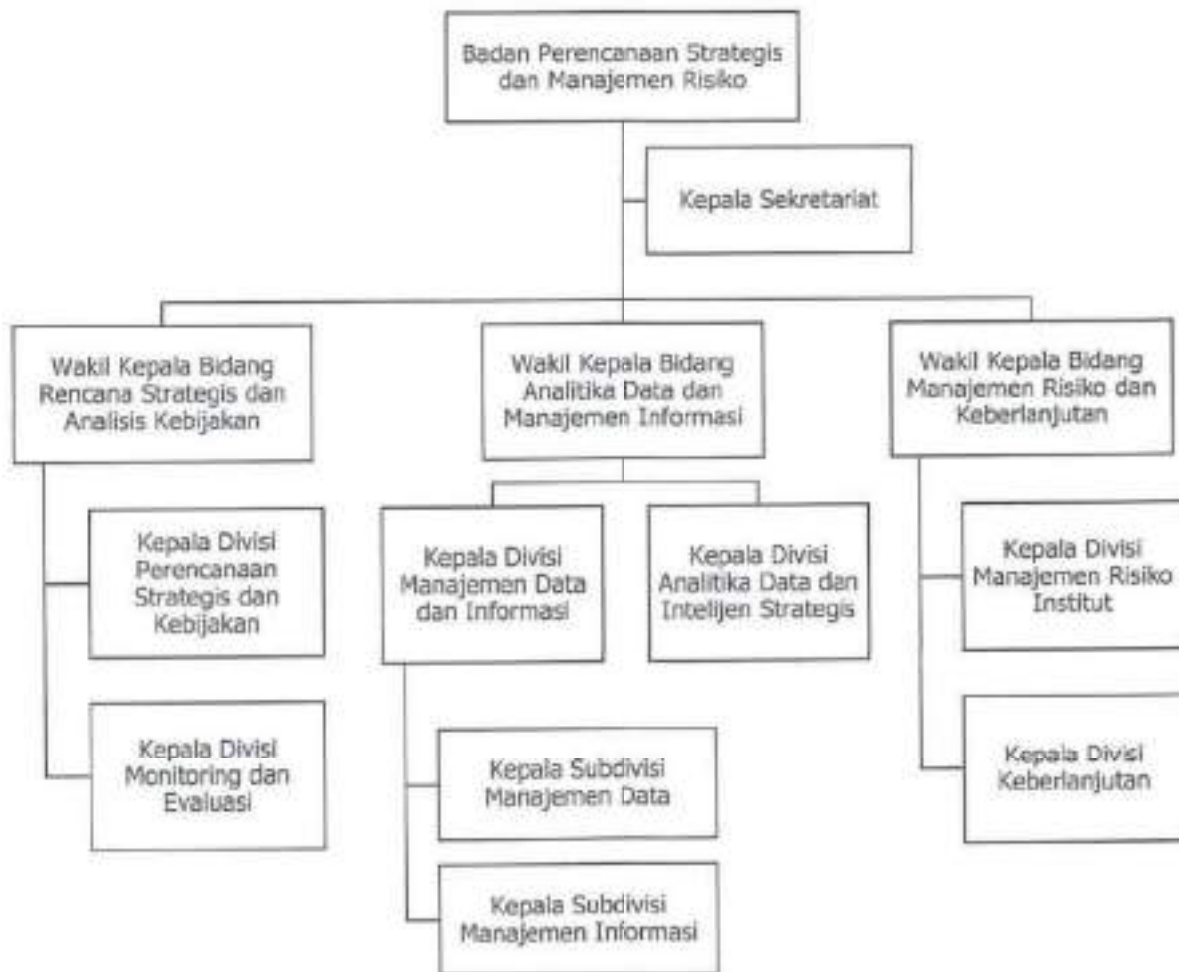 Badan Perencanaan Strategis
dan Manajemen Risiko
Kepala Sekretariat
Wakil Kepala Bidang
Rencana Strategis dan
Analisis Kebijakan
Wakil Kepala Bidang
Analitika Data dan
Manajemen Informasi
Wakil Kepala Bidang
Manajemen Risiko dan
Keberlanjutan
Kepala Divisi
Perencanaan
Strategis dan
Kebijakan
Kepala Divisi
Manajemen Data
dan Informasi
Kepala Divisi
Analitika Data dan
Intelijen Strategis
Kepala Divisi
Manajemen Risiko
Institut
Kepala Divisi
Monitoring dan
Evaluasi
Kepala Subdivisi
Manajemen Data
Kepala Divisi
Keberlanjutan
Kepala Subdivisi
Manajemen Informasi